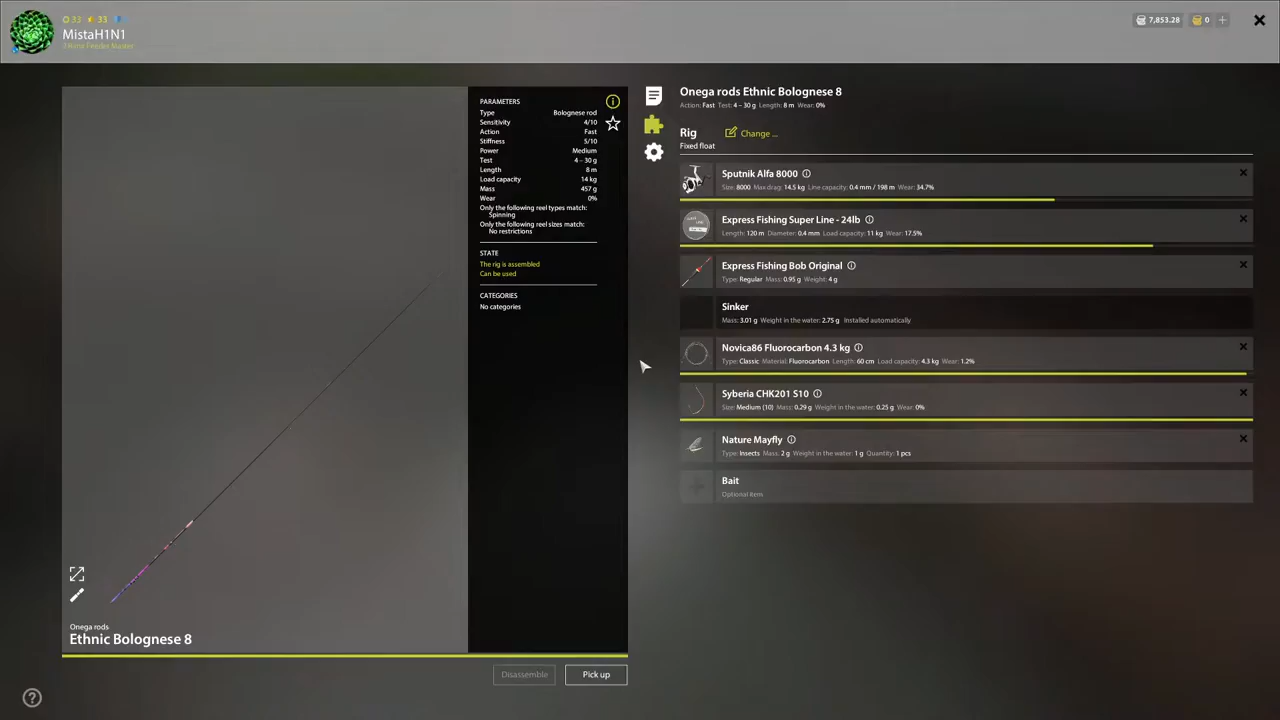 33 33
MistaH1N1
7,853.28 0
PARAMETERS
Type Bolognese rod
Sensitivity 4/10
Action Fast
Stiffness 5/10
Power Medium
Test 4 – 30 g
Length 8 m
Load capacity 14 kg
Mass 457 g
Wear 0%
Only the following reel types match:
Spinning
Only the following reel sizes match:
No restrictions
STATE
The rig is assembled
Can be used
CATEGORIES
No categories
Onega rods
Ethnic Bolognese 8
Disassemble Pick up
Onega rods Ethnic Bolognese 8
Action: Fast Test: 4 – 30 g Length: 8 m Wear: 0%
Rig Change ...
Fixed float
Sputnik Alfa 8000
Size: 8000 Max drag: 14.5 kg Line capacity: 0.4 mm / 198 m Wear: 34.7%
Express Fishing Super Line - 24lb
Length: 120 m Diameter: 0.4 mm Load capacity: 11 kg Wear: 17.5%
Express Fishing Bob Original
Type: Regular Mass: 0.95 g Weight: 4 g
Sinker
Mass: 3.01 g Weight in the water: 2.75 g Installed automatically
Novica86 Fluorocarbon 4.3 kg
Type: Classic Material: Fluorocarbon Length: 60 cm Load capacity: 4.3 kg Wear: 1.2%
Syberia CHK201 S10
Size: Medium (10) Mass: 0.29 g Weight in the water: 0.25 g Wear: 0%
Nature Mayfly
Type: Insects Mass: 2 g Weight in the water: 1 g Quantity: 1 pcs
Bait
Optional item